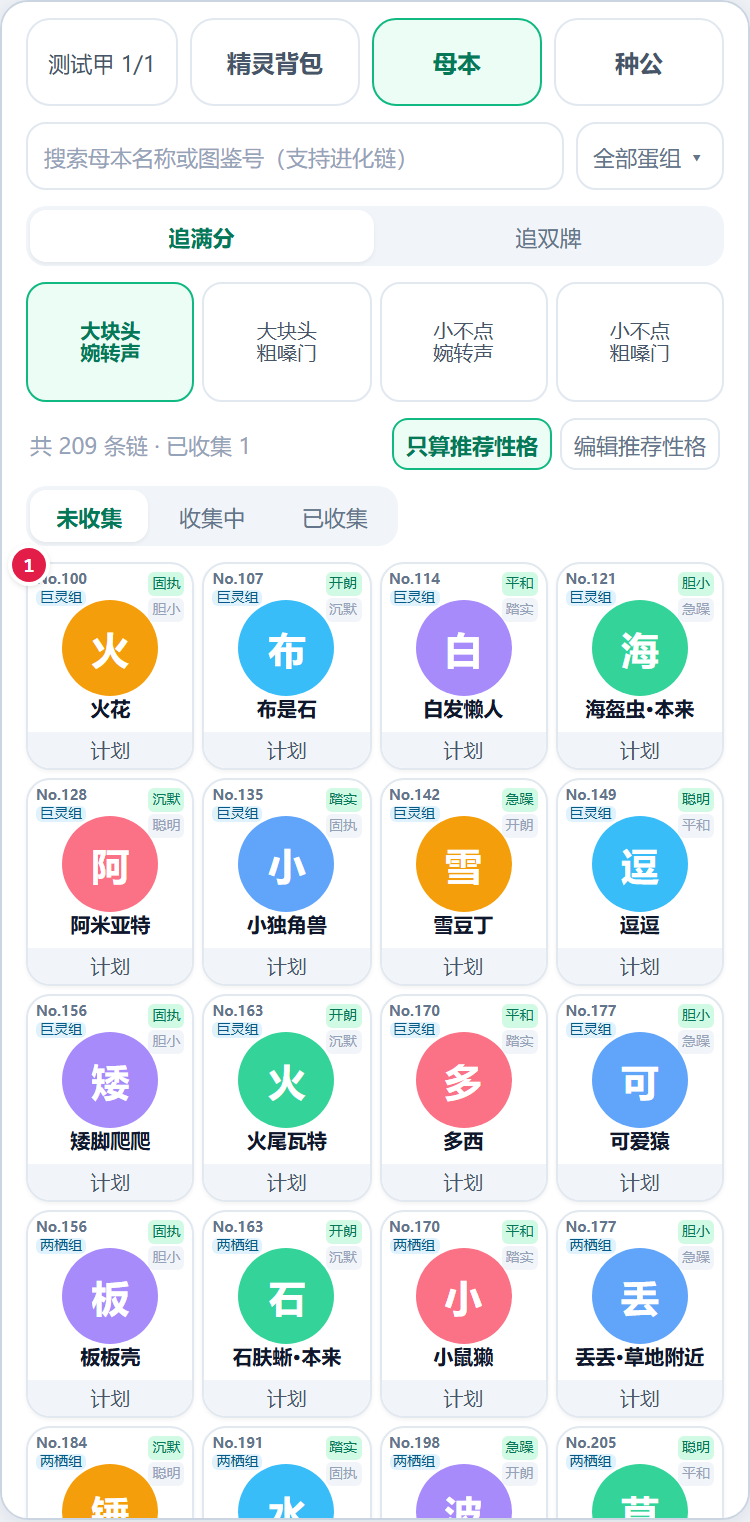 测试甲 1/1
精灵背包
母本
种公
搜索母本名称或图鉴号（支持进化链）
全部蛋组
追满分
追双牌
大块头
婉转声
大块头
粗嗓门
小不点
婉转声
小不点
粗嗓门
共 209 条链 · 已收集 1
只算推荐性格
编辑推荐性格
未收集
收集中
已收集
1
No.100
固执
巨灵组
胆小
火
火花
计划
No.107
开朗
巨灵组
沉默
布
布是石
计划
No.114
平和
巨灵组
踏实
白
白发懒人
计划
No.121
胆小
巨灵组
急躁
海
海盔虫·本来
计划
No.128
沉默
巨灵组
聪明
阿
阿米亚特
计划
No.135
踏实
巨灵组
固执
小
小独角兽
计划
No.142
急躁
巨灵组
开朗
雪
雪豆丁
计划
No.149
聪明
巨灵组
平和
逗
逗逗
计划
No.156
固执
巨灵组
胆小
矮
矮脚爬爬
计划
No.163
开朗
巨灵组
沉默
火
火尾瓦特
计划
No.170
平和
巨灵组
踏实
多
多西
计划
No.177
胆小
巨灵组
急躁
可
可爱猿
计划
No.156
固执
两栖组
胆小
板
板板壳
计划
No.163
开朗
两栖组
沉默
石
石肤蜥·本来
计划
No.170
平和
两栖组
踏实
小
小鼠獭
计划
No.177
胆小
两栖组
急躁
丢
丢丢·草地附近
计划
No.184
沉默
两栖组
聪明
No.191
踏实
两栖组
固执
水
No.198
急躁
两栖组
开朗
波
No.205
聪明
两栖组
平和